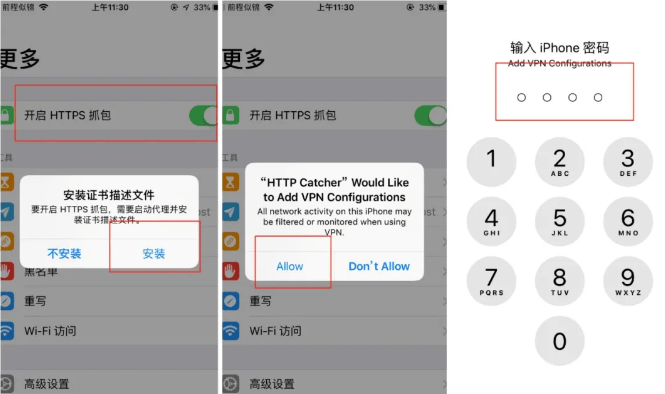 前程似锦
上午11:30
33%
更多
开启 HTTPS 抓包
工具
安装证书描述文件
要开启 HTTPS 抓包，需要启动代理并安
装证书描述文件。
不安装
安装
黑名单
重写
Wi-Fi 访问
高级设置
前程似锦
上午11:30
33%
更多
开启 HTTPS 抓包
工具
“HTTP Catcher” Would Like
to Add VPN Configurations
All network activity on this iPhone may
be filtered or monitored when using
VPN.
Allow
Don't Allow
重写
Wi-Fi 访问
高级设置
输入 iPhone 密码
Add VPN Configurations
1
2
ABC
3
DEF
4
GHI
5
JKL
6
MNO
7
PQRS
8
TUV
9
WXYZ
0